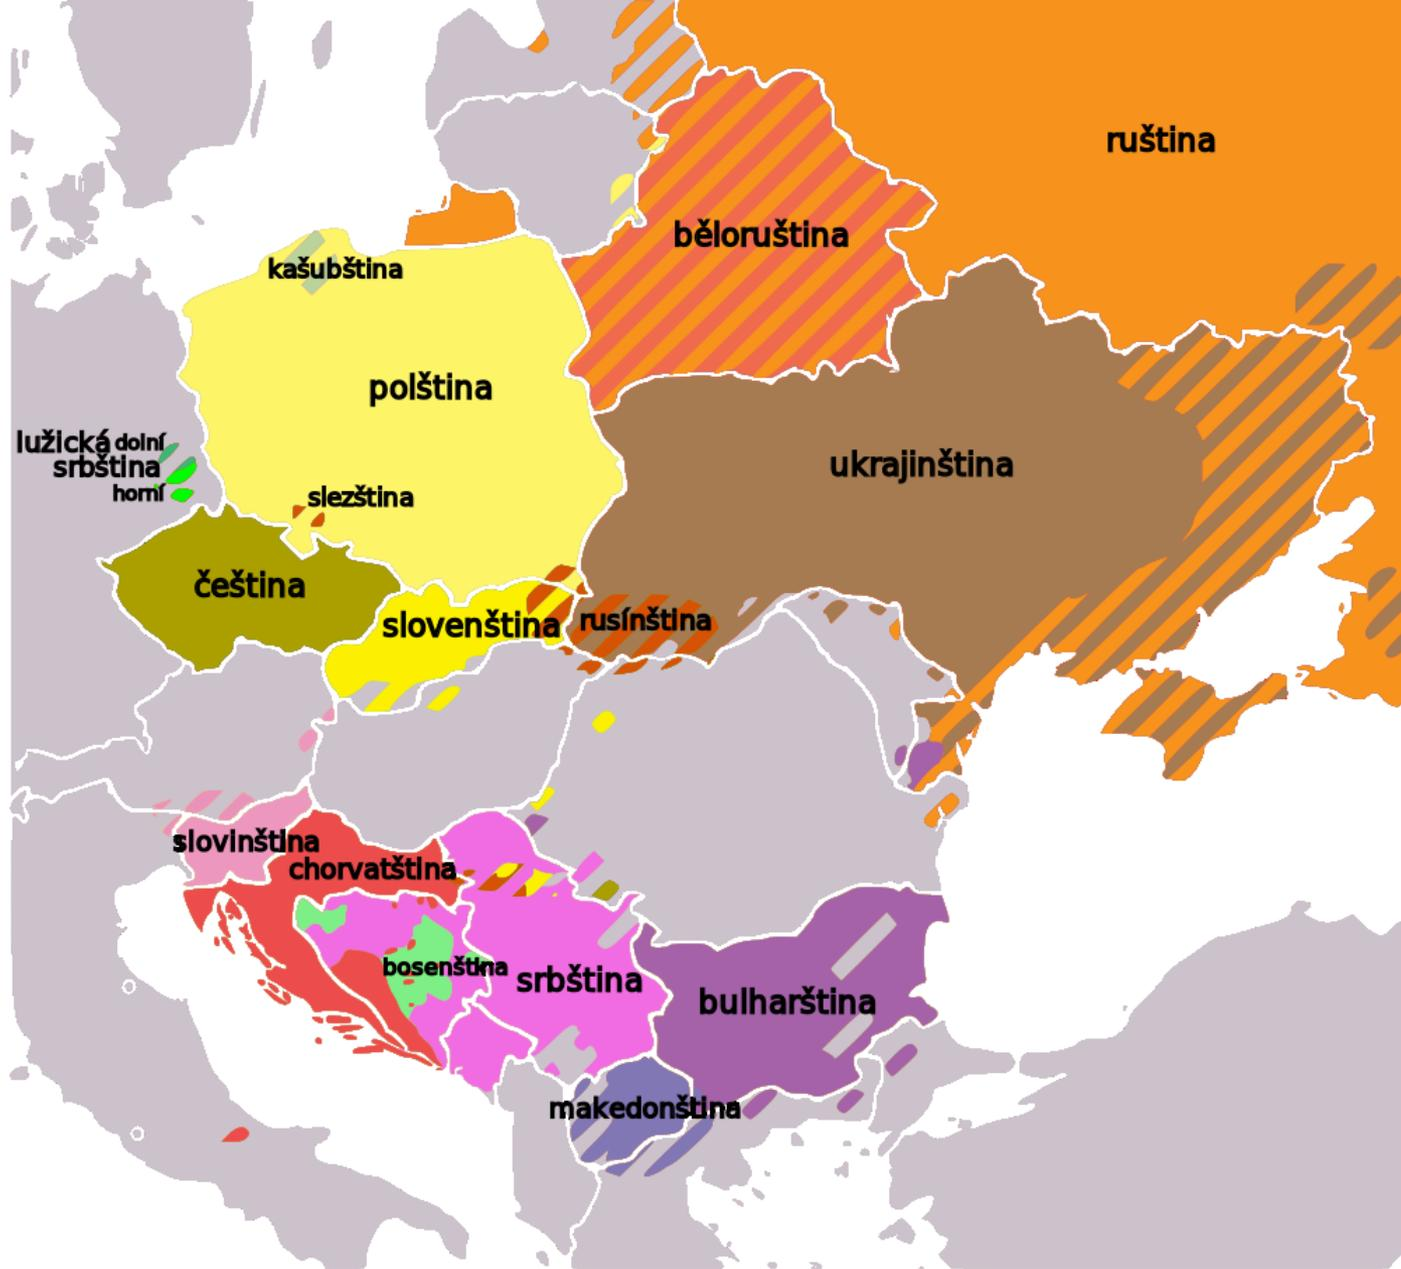 ruština
běloruština
kašubština
polština
lužická dolní
srbština
horní
ukrajinština
slezština
čeština
slovenština
rusínština
slovinština
chorvatština
bosenština
srbština
bulharština
makedonština